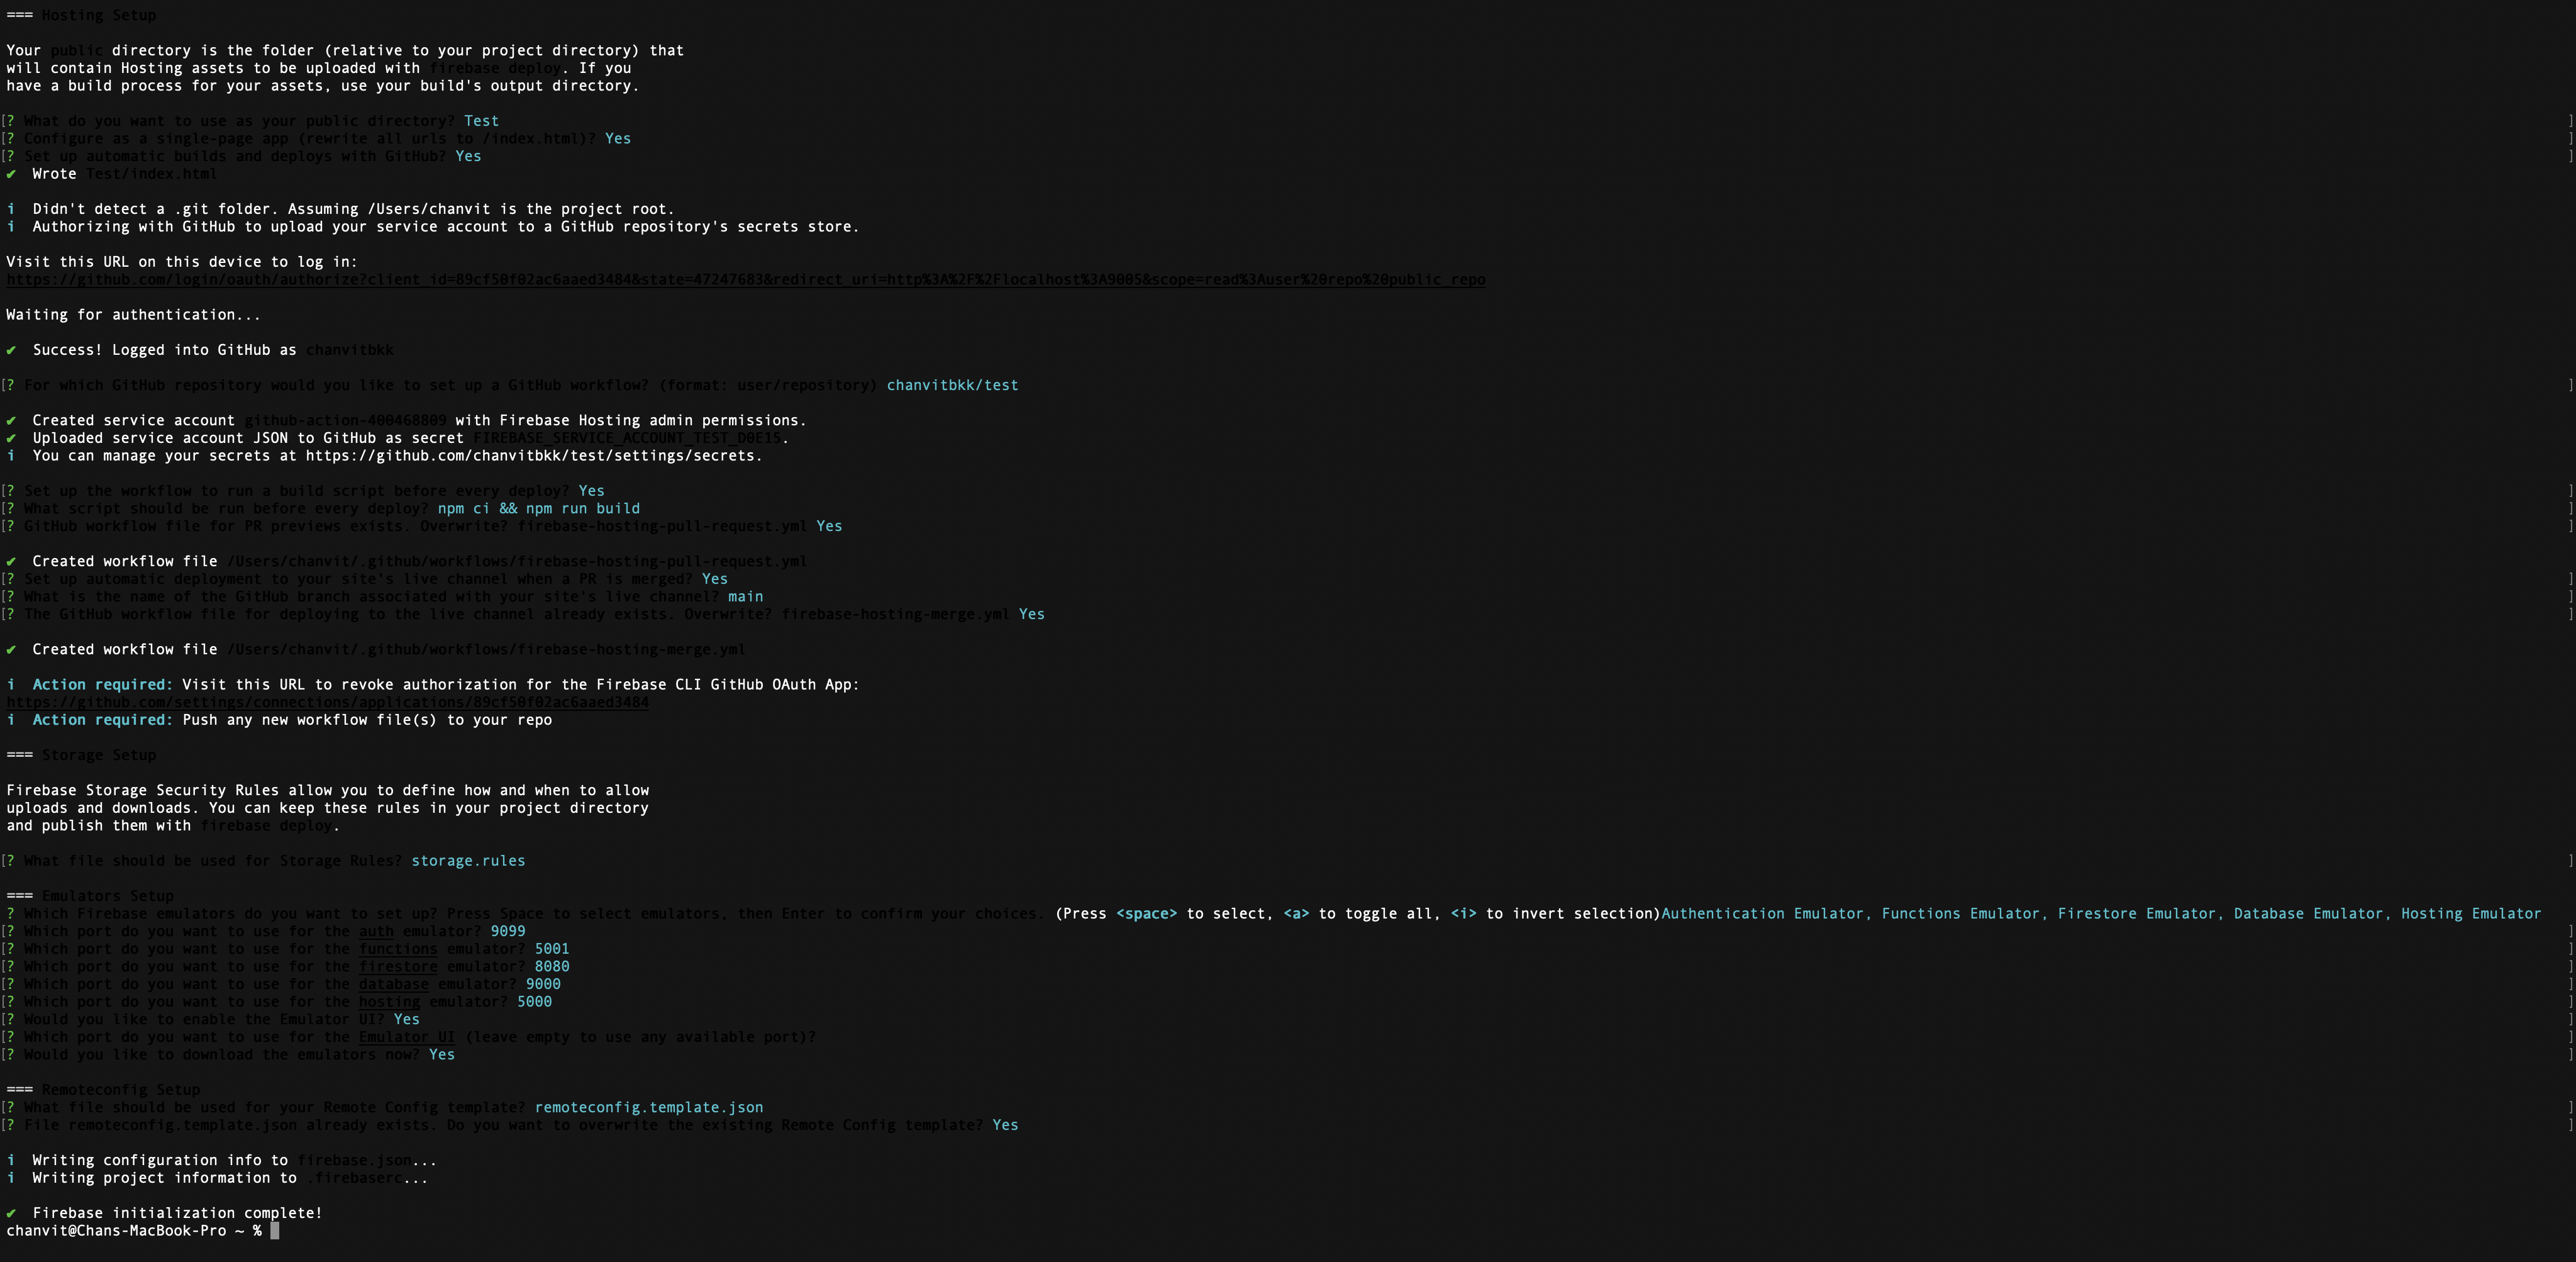 === Hosting Setup
Your public directory is the folder (relative to your project directory) that
will contain Hosting assets to be uploaded with firebase deploy. If you
have a build process for your assets, use your build's output directory.
[? What do you want to use as your public directory? Test ]
[? Configure as a single-page app (rewrite all urls to /index.html)? Yes ]
[? Set up automatic builds and deploys with GitHub? Yes ]
✔ Wrote Test/index.html
i Didn't detect a .git folder. Assuming /Users/chanvit is the project root.
i Authorizing with GitHub to upload your service account to a GitHub repository's secrets store.
Visit this URL on this device to log in:
https://github.com/login/oauth/authorize?client_id=89cf50f02ac6aaed3484&state=47247683&redirect_uri=http%3A%2F%2Flocalhost%3A9005&scope=read%3Auser%20repo%20public_repo
Waiting for authentication...
✔ Success! Logged into GitHub as chanvitbkk
[? For which GitHub repository would you like to set up a GitHub workflow? (format: user/repository) chanvitbkk/test ]
✔ Created service account github-action-400468809 with Firebase Hosting admin permissions.
✔ Uploaded service account JSON to GitHub as secret FIREBASE_SERVICE_ACCOUNT_TEST_D0E15.
i You can manage your secrets at https://github.com/chanvitbkk/test/settings/secrets.
[? Set up the workflow to run a build script before every deploy? Yes ]
[? What script should be run before every deploy? npm ci && npm run build ]
[? GitHub workflow file for PR previews exists. Overwrite? firebase-hosting-pull-request.yml Yes ]
✔ Created workflow file /Users/chanvit/.github/workflows/firebase-hosting-pull-request.yml
[? Set up automatic deployment to your site's live channel when a PR is merged? Yes ]
[? What is the name of the GitHub branch associated with your site's live channel? main ]
[? The GitHub workflow file for deploying to the live channel already exists. Overwrite? firebase-hosting-merge.yml Yes ]
✔ Created workflow file /Users/chanvit/.github/workflows/firebase-hosting-merge.yml
i Action required: Visit this URL to revoke authorization for the Firebase CLI GitHub OAuth App:
https://github.com/settings/connections/applications/89cf50f02ac6aaed3484
i Action required: Push any new workflow file(s) to your repo
=== Storage Setup
Firebase Storage Security Rules allow you to define how and when to allow
uploads and downloads. You can keep these rules in your project directory
and publish them with firebase deploy.
[? What file should be used for Storage Rules? storage.rules ]
=== Emulators Setup
? Which Firebase emulators do you want to set up? Press Space to select emulators, then Enter to confirm your choices. (Press <space> to select, <a> to toggle all, <i> to invert selection)Authentication Emulator, Functions Emulator, Firestore Emulator, Database Emulator, Hosting Emulator
[? Which port do you want to use for the auth emulator? 9099 ]
[? Which port do you want to use for the functions emulator? 5001 ]
[? Which port do you want to use for the firestore emulator? 8080 ]
[? Which port do you want to use for the database emulator? 9000 ]
[? Which port do you want to use for the hosting emulator? 5000 ]
[? Would you like to enable the Emulator UI? Yes ]
[? Which port do you want to use for the Emulator UI (leave empty to use any available port)? ]
[? Would you like to download the emulators now? Yes ]
=== Remoteconfig Setup
[? What file should be used for your Remote Config template? remoteconfig.template.json ]
[? File remoteconfig.template.json already exists. Do you want to overwrite the existing Remote Config template? Yes ]
i Writing configuration info to firebase.json...
i Writing project information to .firebaserc...
✔ Firebase initialization complete!
chanvit@Chans-MacBook-Pro ~ %